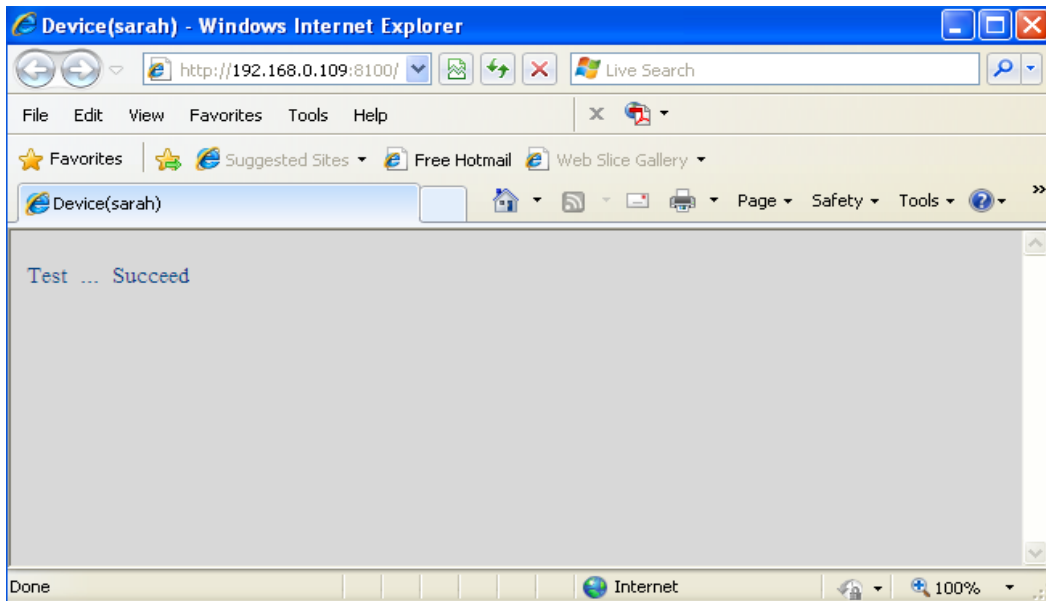 Device(sarah) - Windows Internet Explorer
http://192.168.0.109:8100/ Live Search
File Edit View Favorites Tools Help
Favorites Suggested Sites Free Hotmail Web Slice Gallery
Device(sarah) Page Safety Tools »
Test ... Succeed
Done Internet 100%